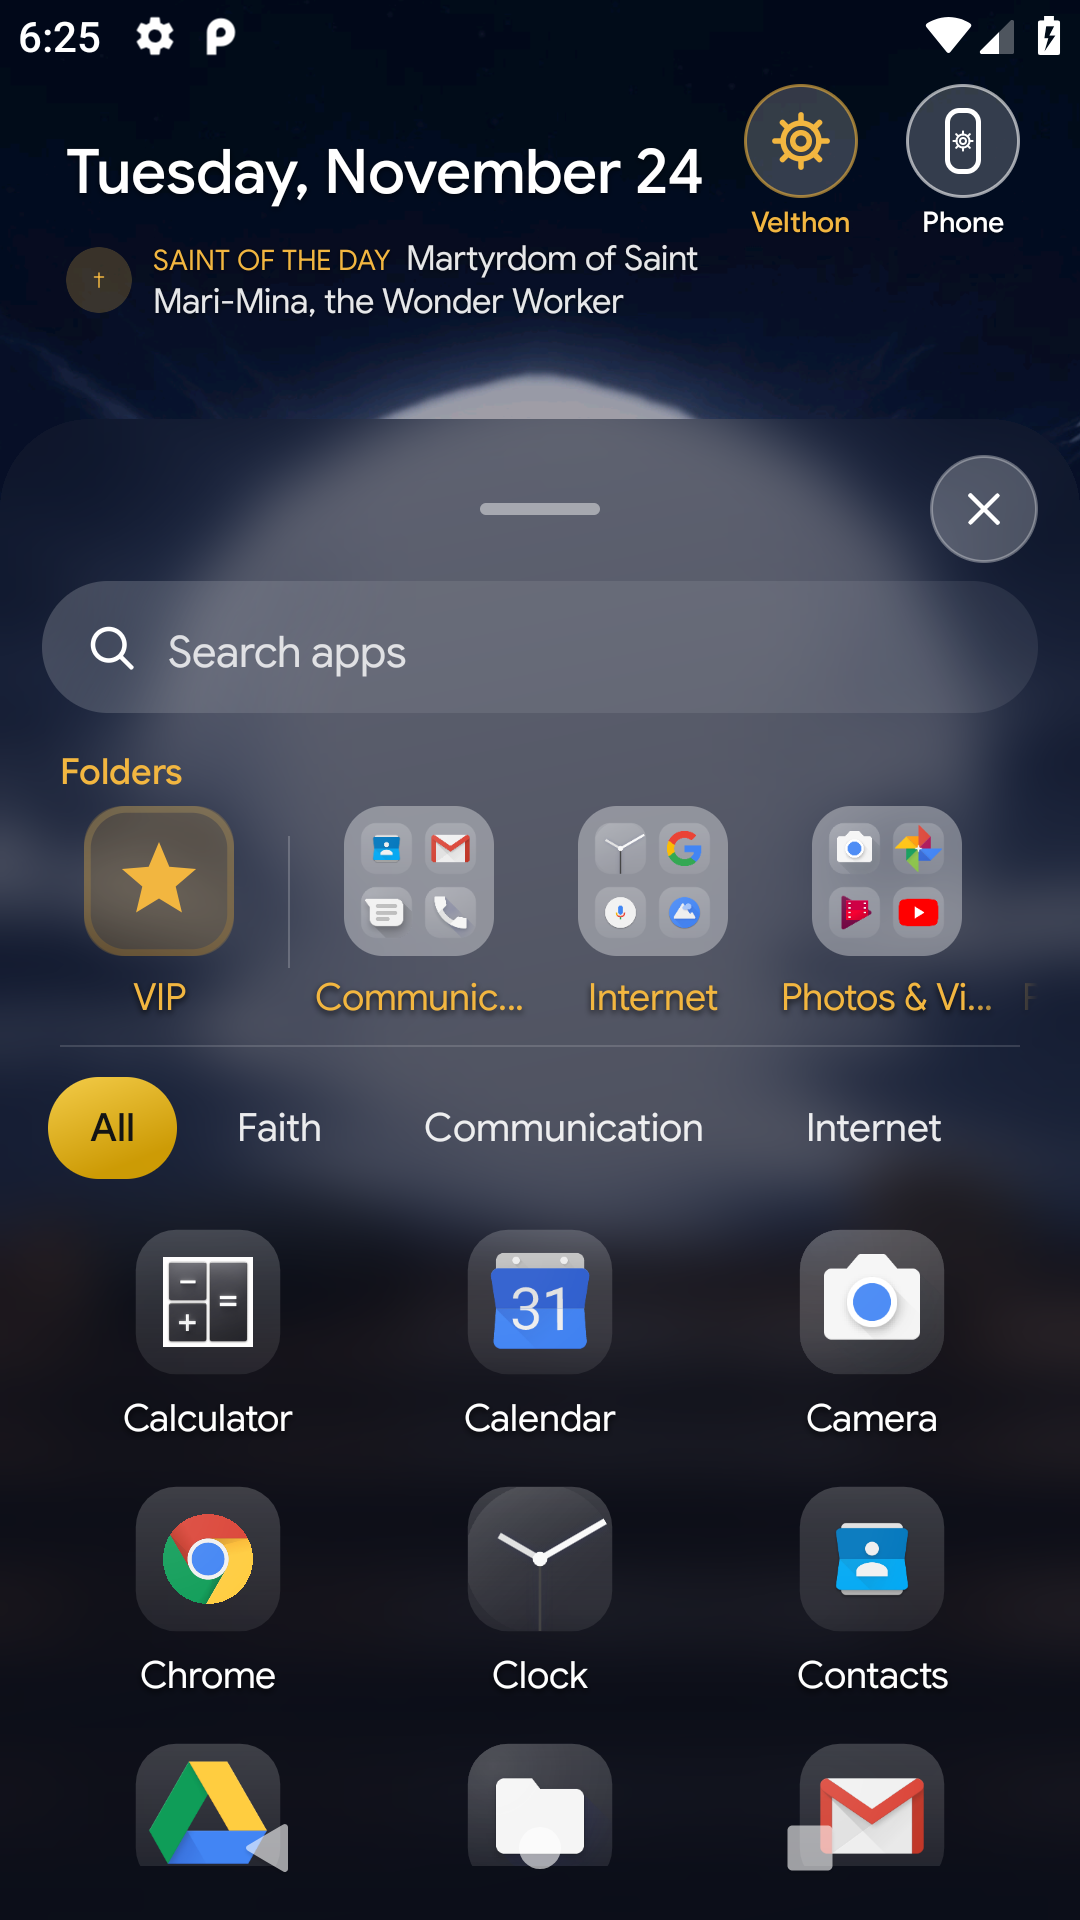 6:25
Tuesday, November 24
Velthon
Phone
SAINT OF THE DAY Martyrdom of Saint
Mari-Mina, the Wonder Worker
Search apps
Folders
VIP
Communic...
Internet
Photos & Vi...
All
Faith
Communication
Internet
31
Calculator
Calendar
Camera
Chrome
Clock
Contacts